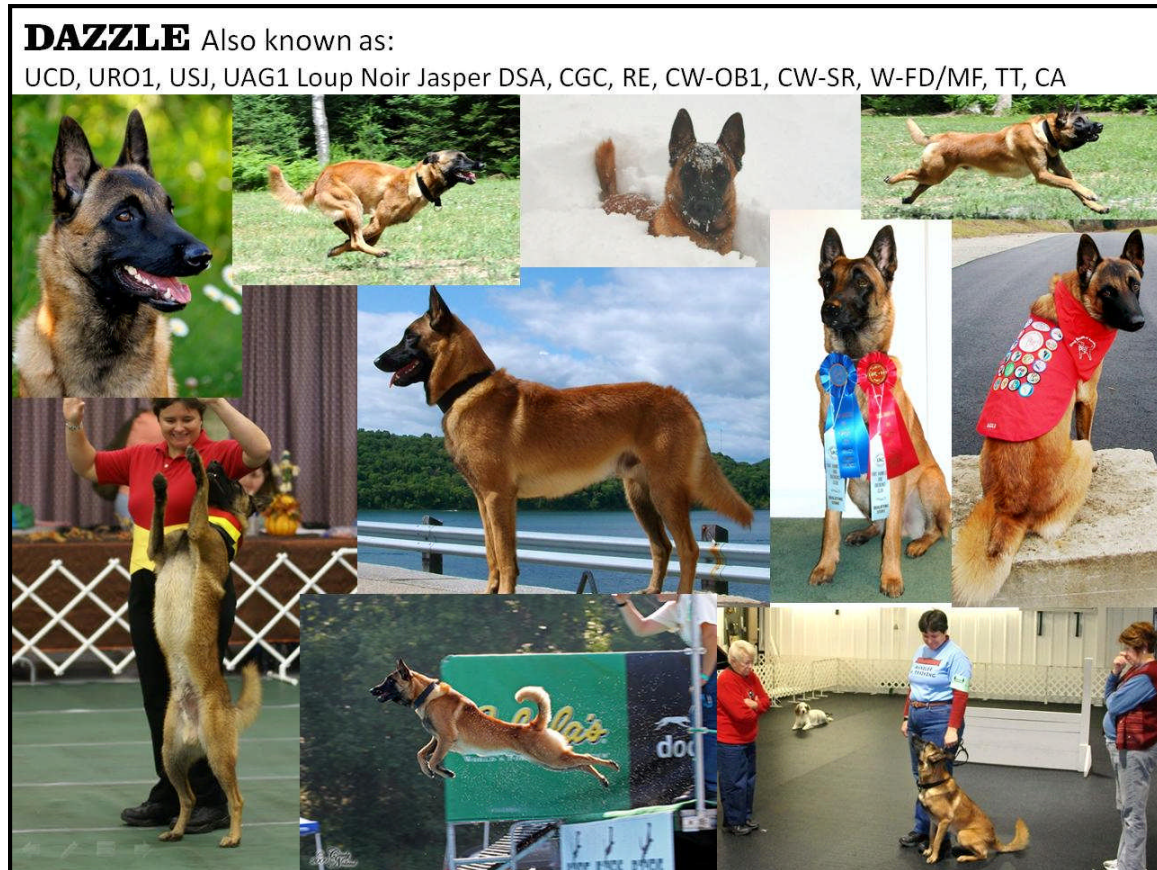 DAZZLE Also known as:
UCD, URO1, USJ, UAG1 Loup Noir Jasper DSA, CGC, RE, CW-OB1, CW-SR, W-FD/MF, TT, CA